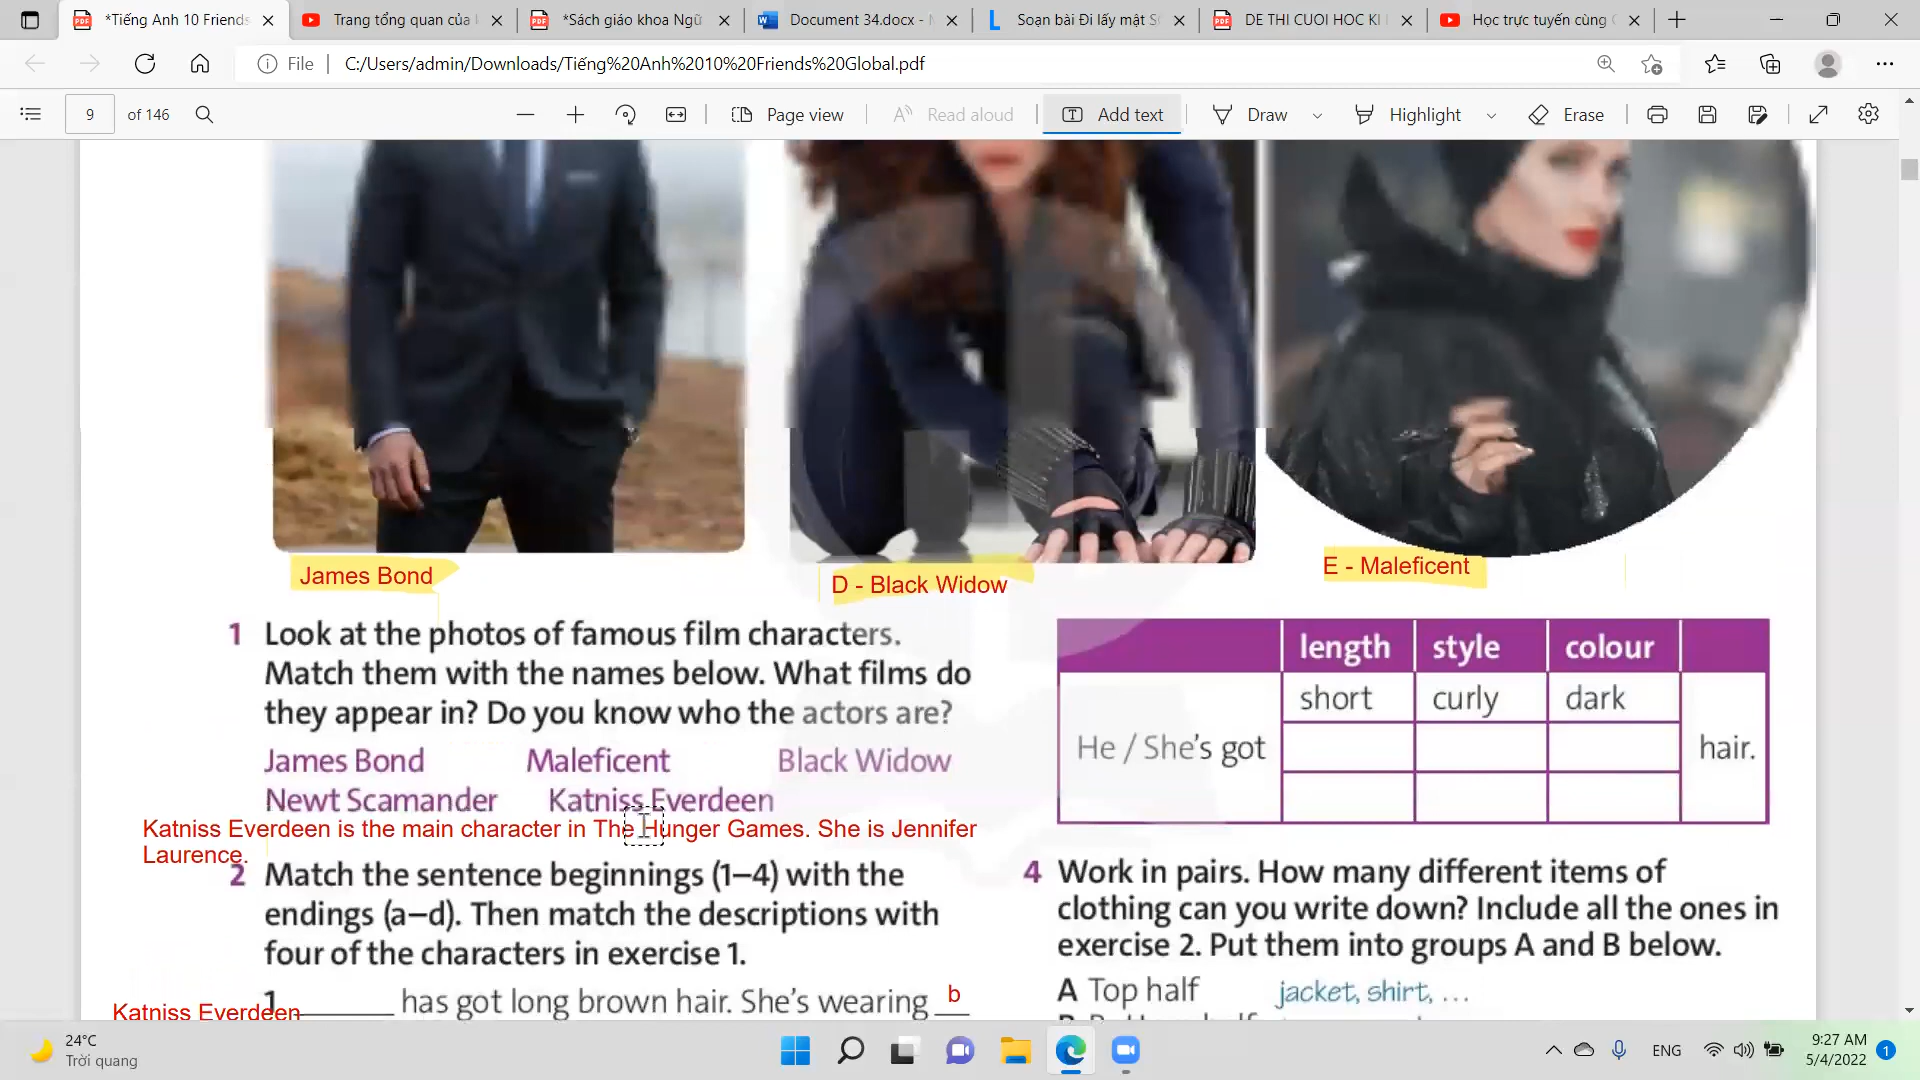 *Tiếng Anh 10 Friends
Trang tổng quan của
*Sách giáo khoa Ngữ
Document 34.docx -
Soạn bài Đi lấy mật
DE THI CUOI HOC KI
Học trực tuyến cùng
File
C:/Users/admin/Downloads/Tiếng%20Anh%2010%20Friends%20Global.pdf
9 of 146
Page view
Read aloud
Add text
Draw
Highlight
Erase
James Bond
D - Black Widow
E - Maleficent
1 Look at the photos of famous film characters.
Match them with the names below. What films do
they appear in? Do you know who the actors are?
James Bond Maleficent Black Widow
Newt Scamander Katniss Everdeen
Katniss Everdeen is the main character in The Hunger Games. She is Jennifer
Laurence.
2 Match the sentence beginnings (1–4) with the
endings (a–d). Then match the descriptions with
four of the characters in exercise 1.
Katniss Everdeen
1 ______ has got long brown hair. She's wearing __
b
length style colour
short curly dark
He / She's got hair.
4 Work in pairs. How many different items of
clothing can you write down? Include all the ones in
exercise 2. Put them into groups A and B below.
A Top half jacket, shirt, …
24°C
Trời quang
ENG
9:27 AM
5/4/2022
1